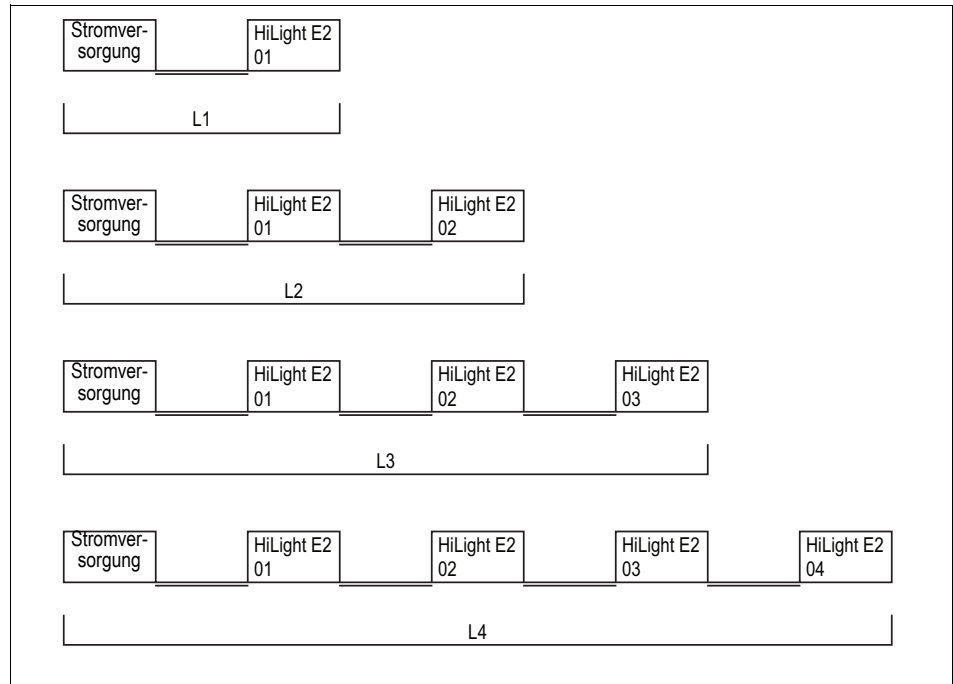 Stromver-
sorgung
HiLight E2
01
L1
Stromver-
sorgung
HiLight E2
01
HiLight E2
02
L2
Stromver-
sorgung
HiLight E2
01
HiLight E2
02
HiLight E2
03
L3
Stromver-
sorgung
HiLight E2
01
HiLight E2
02
HiLight E2
03
HiLight E2
04
L4